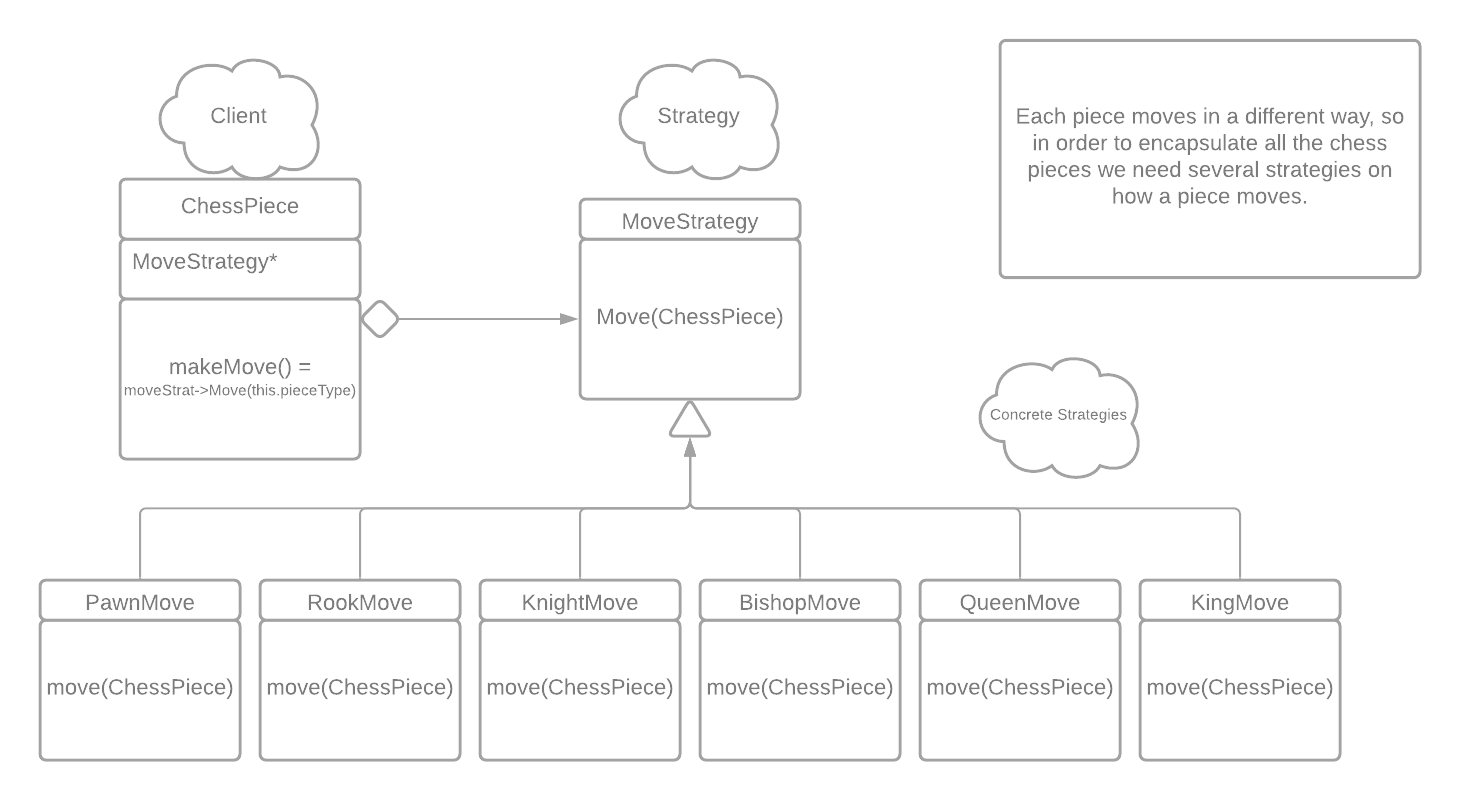 Client
Strategy
Each piece moves in a different way, so
in order to encapsulate all the chess
pieces we need several strategies on
how a piece moves.
ChessPiece
MoveStrategy*
makeMove() =
moveStrat->Move(this.pieceType)
MoveStrategy
Move(ChessPiece)
Concrete Strategies
PawnMove
move(ChessPiece)
RookMove
move(ChessPiece)
KnightMove
move(ChessPiece)
BishopMove
move(ChessPiece)
QueenMove
move(ChessPiece)
KingMove
move(ChessPiece)